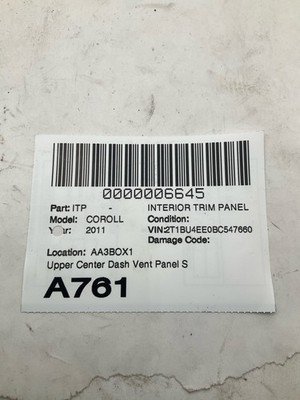 0000006645
Part: ITP - INTERIOR TRIM PANEL
Model: COROLL Condition:
Year: 2011 VIN:2T1BU4EE0BC547660
Damage Code:
Location: AA3BOX1
Upper Center Dash Vent Panel S
A761